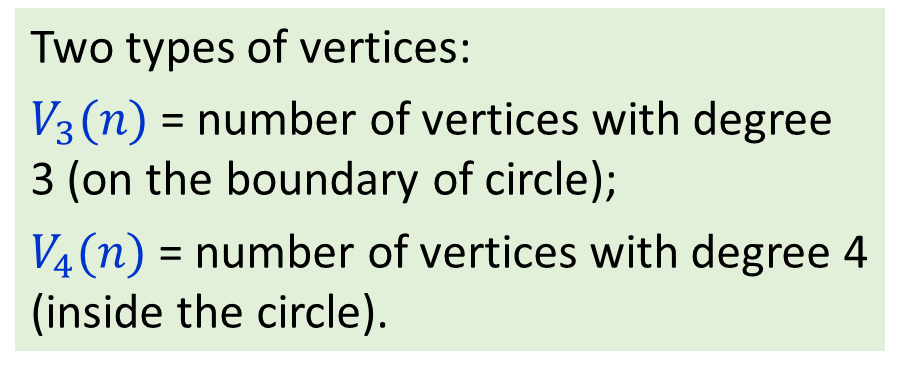 Two types of vertices:
V₃(n) = number of vertices with degree
3 (on the boundary of circle);
V₄(n) = number of vertices with degree 4
(inside the circle).